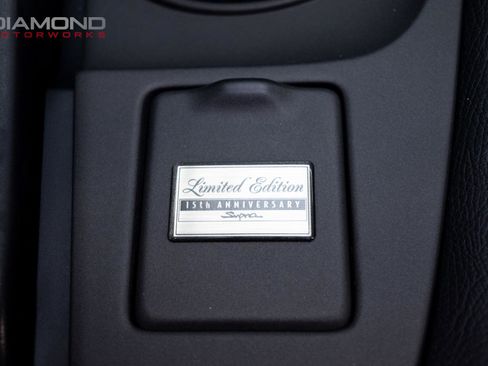 DIAMOND
MOTORWORKS
Limited Edition
15th ANNIVERSARY
Supra